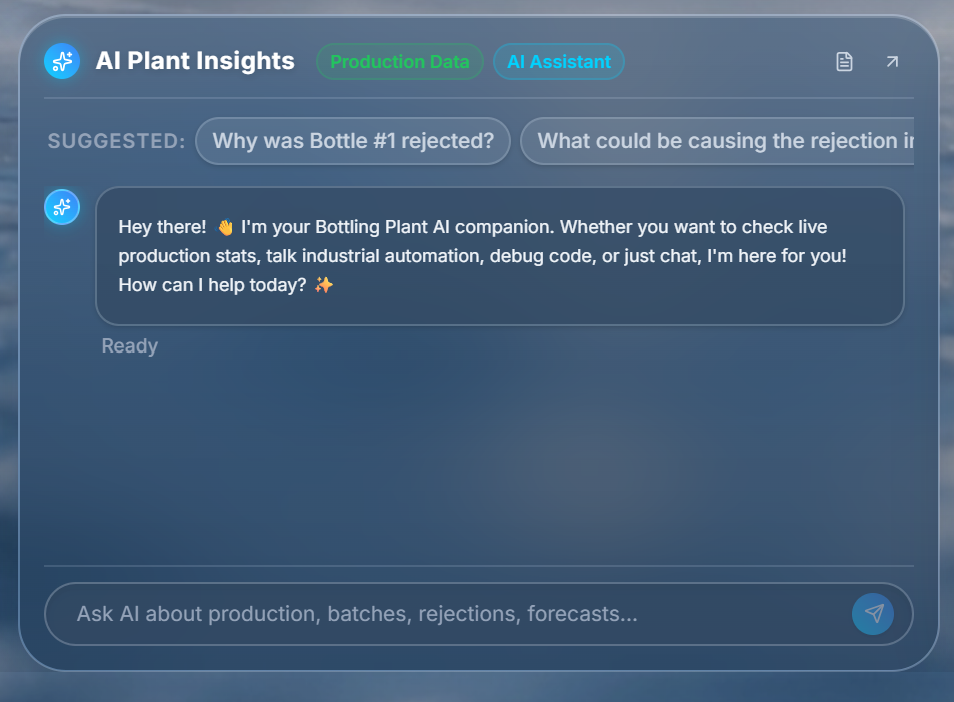 AI Plant Insights Production Data AI Assistant
SUGGESTED: Why was Bottle #1 rejected? What could be causing the rejection
Hey there! 👋 I'm your Bottling Plant AI companion. Whether you want to check live
production stats, talk industrial automation, debug code, or just chat, I'm here for you!
How can I help today? ✨
Ready
Ask AI about production, batches, rejections, forecasts...